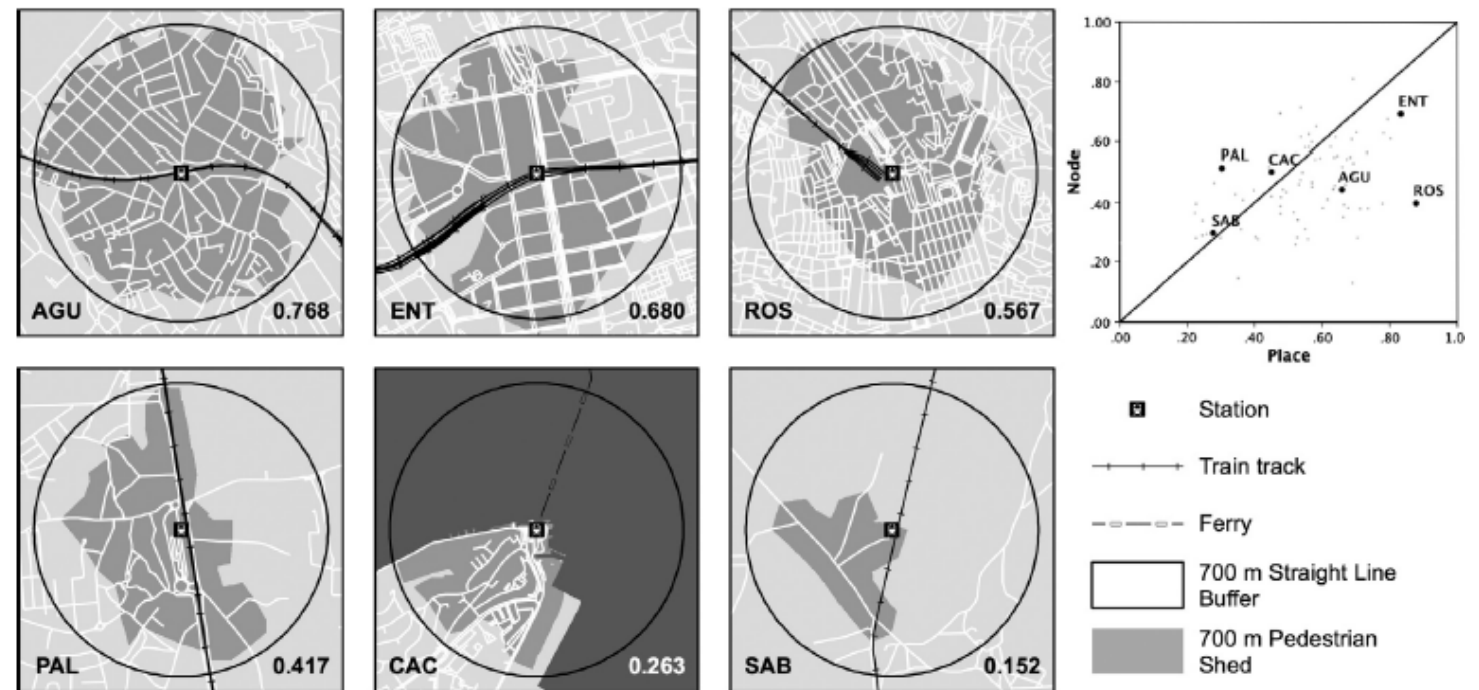 AGU
0.768
ENT
0.680
ROS
0.567
1.00
.80
.60
.40
.20
.00
Node
ENT
PAL
CAC
AGU
ROS
SAB
.00
.20
.40
.60
.80
1.0
Place
PAL
0.417
CAC
0.263
SAB
0.152
Station
Train track
Ferry
700 m Straight Line
Buffer
700 m Pedestrian
Shed